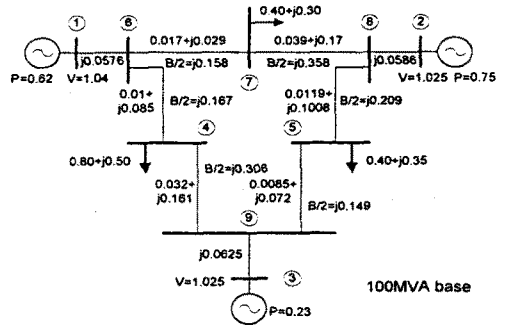 0.40+j0.30
1
6
8
2
0.017+j0.029
0.039+j0.17
j0.0576
B/2=j0.158
7
B/2=j0.358
j0.0586
P=0.62
V=1.04
V=1.025
P=0.75
0.01+
j0.085
B/2=j0.167
0.0119+
j0.1008
B/2=j0.209
4
5
0.80+j0.50
B/2=j0.306
0.40+j0.35
0.032+
j0.161
0.0085+
j0.072
B/2=j0.149
9
j0.0625
V=1.025
3
100MVA base
P=0.23